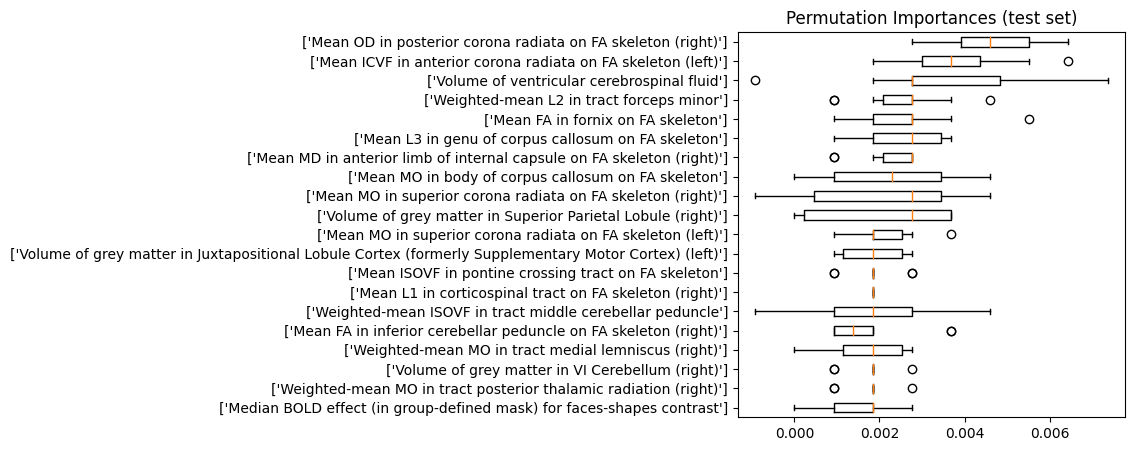 Permutation Importances (test set)
['Mean OD in posterior corona radiata on FA skeleton (right)']
['Mean ICVF in anterior corona radiata on FA skeleton (left)']
['Volume of ventricular cerebrospinal fluid']
['Weighted-mean L2 in tract forceps minor']
['Mean FA in fornix on FA skeleton']
['Mean L3 in genu of corpus callosum on FA skeleton']
['Mean MD in anterior limb of internal capsule on FA skeleton (right)']
['Mean MO in body of corpus callosum on FA skeleton']
['Mean MO in superior corona radiata on FA skeleton (right)']
['Volume of grey matter in Superior Parietal Lobule (right)']
['Mean MO in superior corona radiata on FA skeleton (left)']
['Volume of grey matter in Juxtapositional Lobule Cortex (formerly Supplementary Motor Cortex) (left)']
['Mean ISOVF in pontine crossing tract on FA skeleton']
['Mean L1 in corticospinal tract on FA skeleton (right)']
['Weighted-mean ISOVF in tract middle cerebellar peduncle']
['Mean FA in inferior cerebellar peduncle on FA skeleton (right)']
['Weighted-mean MO in tract medial lemniscus (right)']
['Volume of grey matter in VI Cerebellum (right)']
['Weighted-mean MO in tract posterior thalamic radiation (right)']
['Median BOLD effect (in group-defined mask) for faces-shapes contrast']
0.000 0.002 0.004 0.006